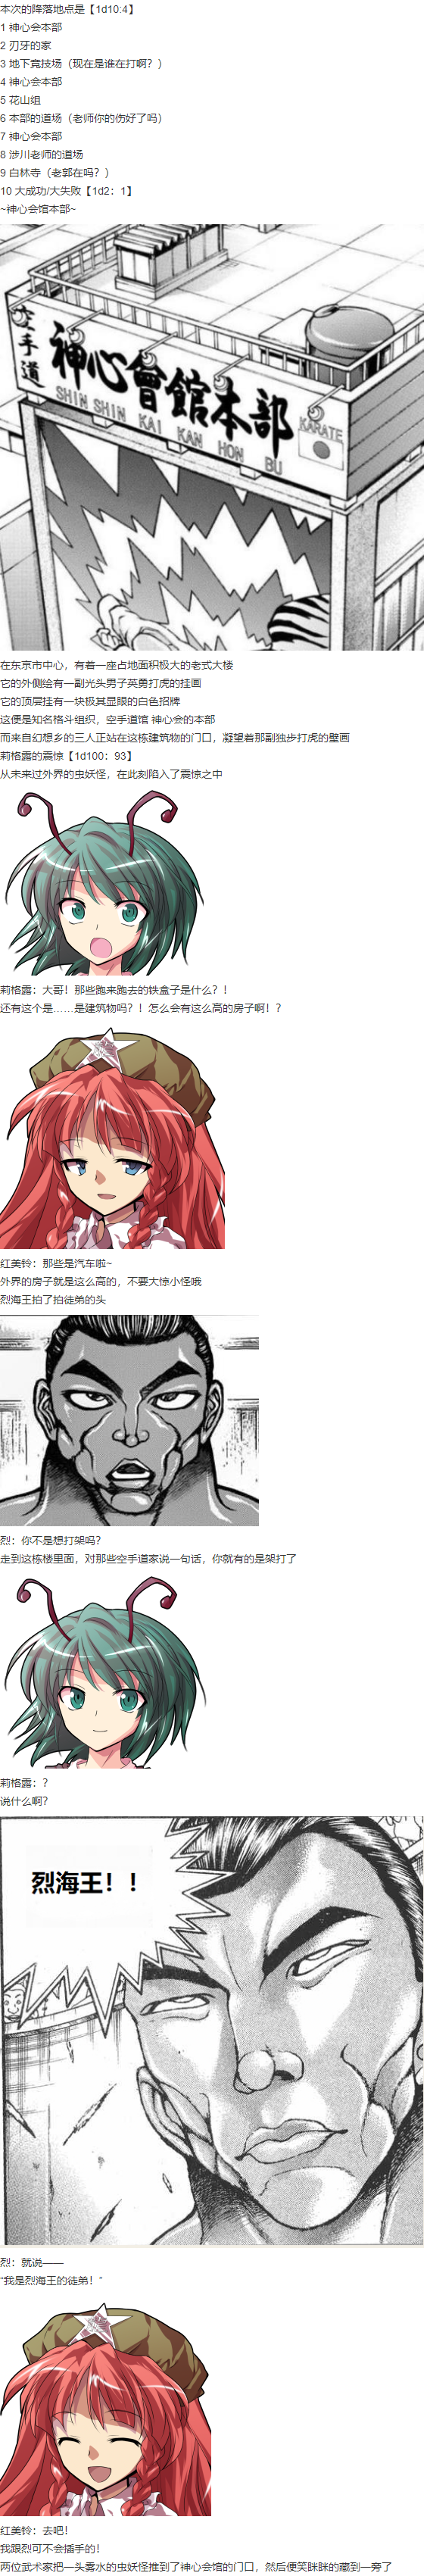 本次的降落地点是【1d10:4】
1 神心会本部
2 刃牙的家
3 地下竞技场（现在是谁在打啊？）
4 神心会本部
5 花山组
6 本部的道场（老师你的伤好了吗）
7 神心会本部
8 涉川老师的道场
9 白林寺（老郭在吗？）
10 大成功/大失败【1d2：1】
~神心会馆本部~
空手道
神心會館本部
SHIN SHIN KAI KAN HON BU
KARATE
在东京市中心，有着一座占地面积极大的老式大楼
它的外侧绘有一副光头男子英勇打虎的挂画
它的顶层挂有一块极其显眼的白色招牌
这便是知名格斗组织，空手道馆 神心会的本部
而来自幻想乡的三人正站在这栋建筑物的门口，凝望着那副独步打虎的壁画
莉格露的震惊【1d100：93】
从未来过外界的虫妖怪，在此刻陷入了震惊之中
莉格露：大哥！那些跑来跑去的铁盒子是什么？！
还有这个是……是建筑物吗？！怎么会有这么高的房子啊！？
红美铃：那些是汽车啦~
外界的房子就是这么高的，不要大惊小怪哦
烈海王拍了拍徒弟的头
烈：你不是想打架吗？
走到这栋楼里面，对那些空手道家说一句话，你就有的是架打了
莉格露：？
说什么啊？
烈海王！！
烈：就说——
“我是烈海王的徒弟！”
红美铃：去吧！
我跟烈可不会插手的！
两位武术家把一头雾水的虫妖怪推到了神心会馆的门口，然后便笑眯眯的藏到一旁了